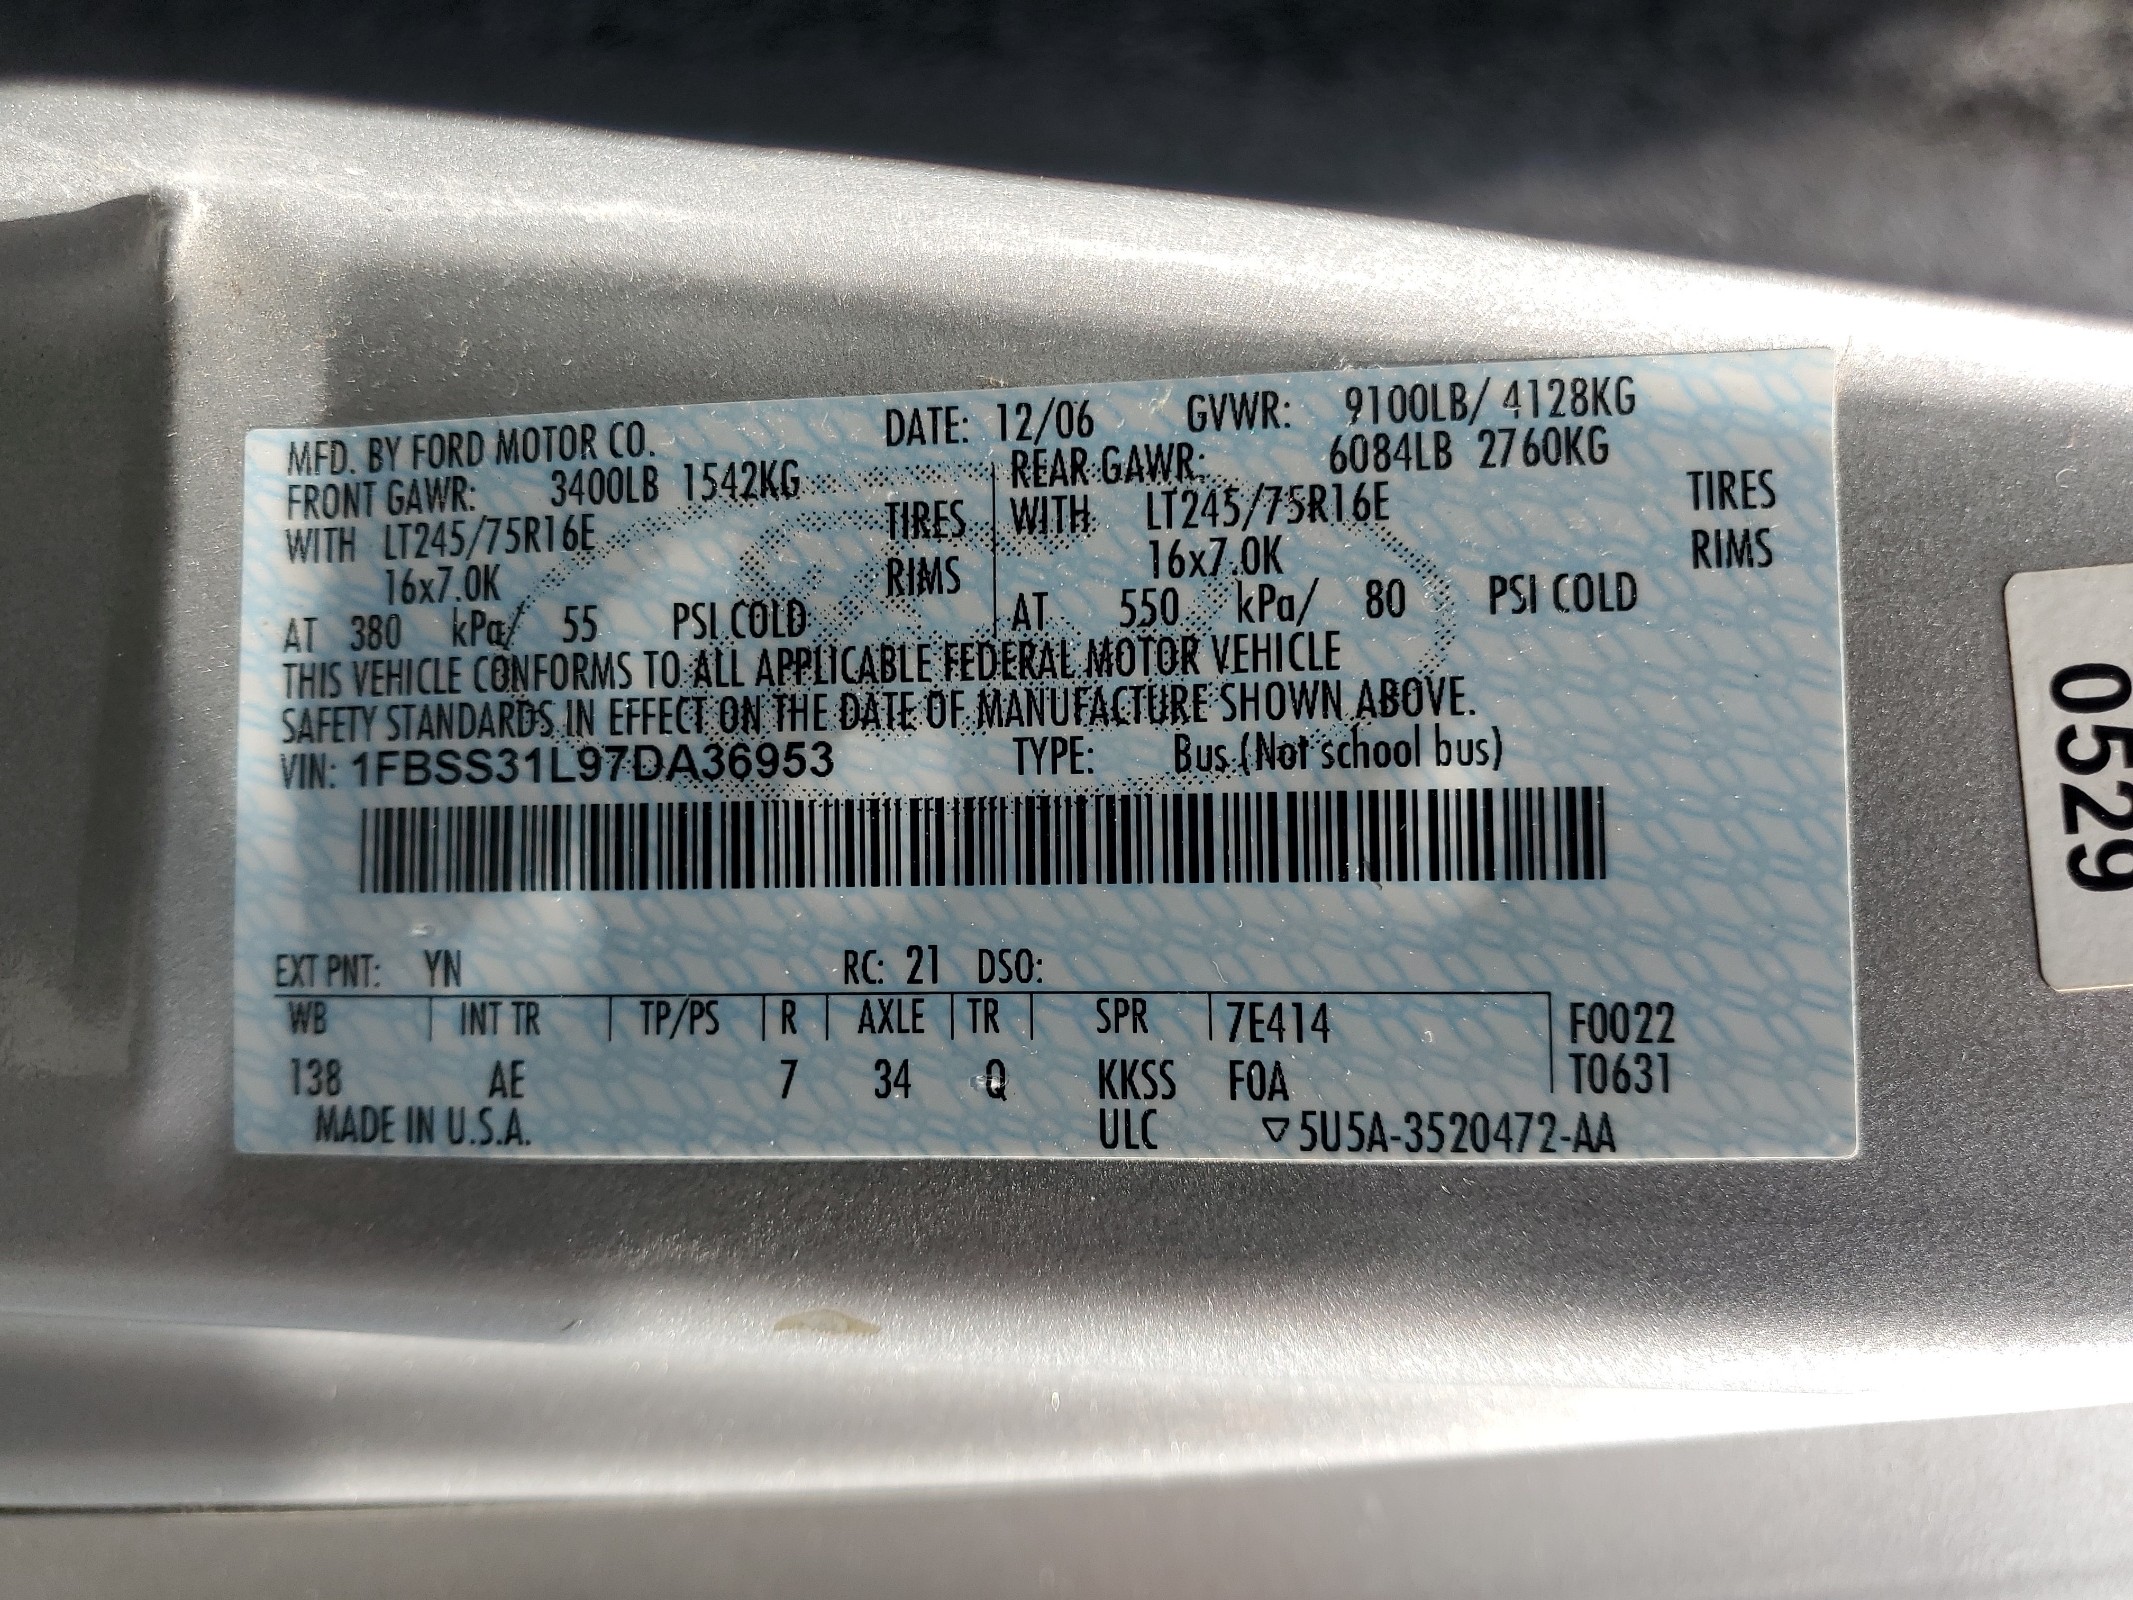 MFD. BY FORD MOTOR CO. DATE: 12/06 GVWR: 9100LB/ 4128KG
FRONT GAWR: 3400LB 1542KG REAR GAWR: 6084LB 2760KG
WITH LT245/75R16E TIRES WITH LT245/75R16E TIRES
16x7.0K RIMS 16x7.0K RIMS
AT 380 kPa/ 55 PSI COLD AT 550 kPa/ 80 PSI COLD
THIS VEHICLE CONFORMS TO ALL APPLICABLE FEDERAL MOTOR VEHICLE
SAFETY STANDARDS IN EFFECT ON THE DATE OF MANUFACTURE SHOWN ABOVE.
VIN: 1FBSS31L97DA36953 TYPE: Bus (Not school bus)
EXT PNT: YN RC: 21 DSO:
WB INT TR TP/PS R AXLE TR SPR 7E414 F0022
138 AE 7 34 Q KKSS FOA T0631
MADE IN U.S.A. ULC ▽5U5A-3520472-AA
0529